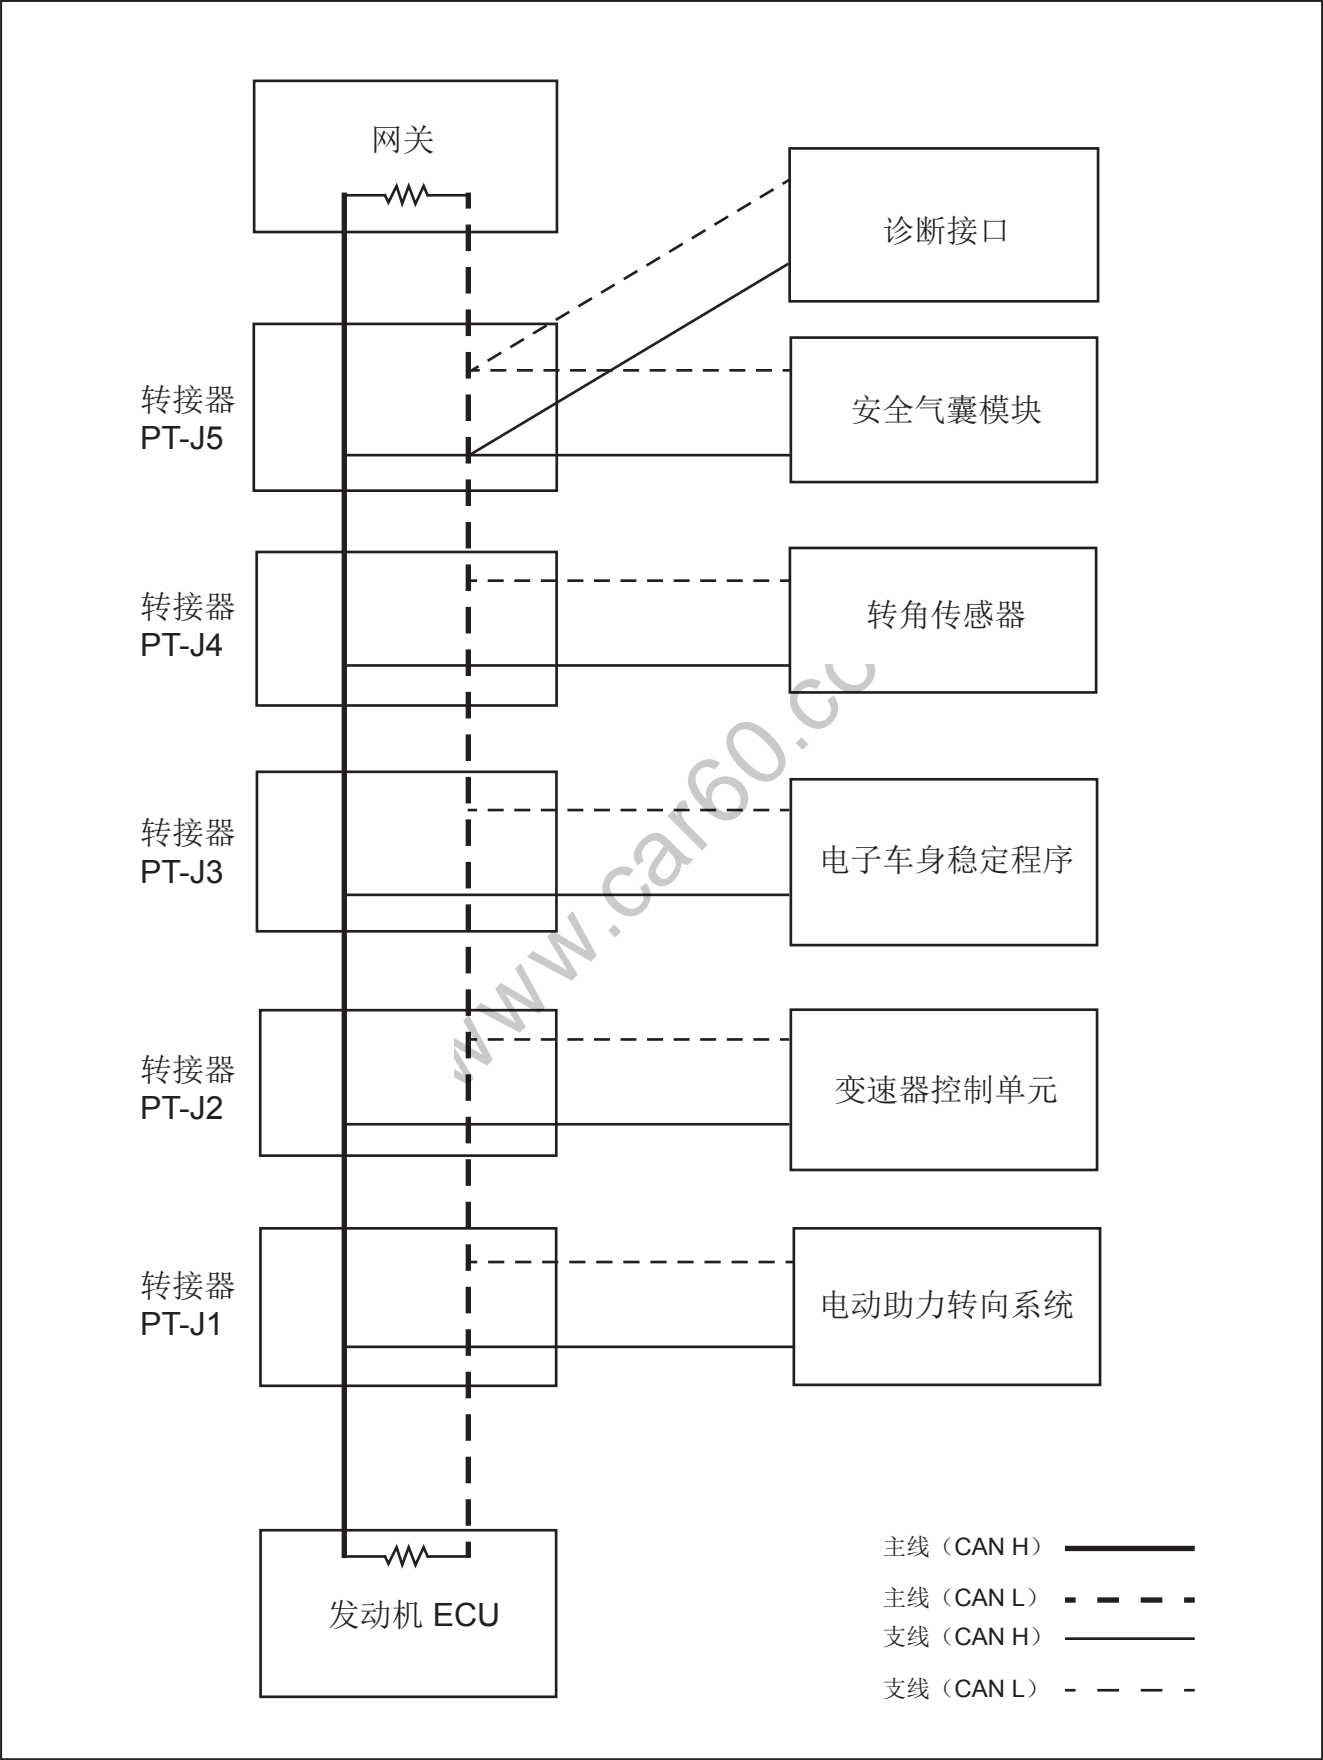 网关
诊断接口
转接器
PT-J5
安全气囊模块
转接器
PT-J4
转角传感器
www.car60.co
转接器
PT-J3
电子车身稳定程序
转接器
PT-J2
变速器控制单元
转接器
PT-J1
电动助力转向系统
发动机 ECU
主线（CAN H）
主线（CAN L）
支线（CAN H）
支线（CAN L）